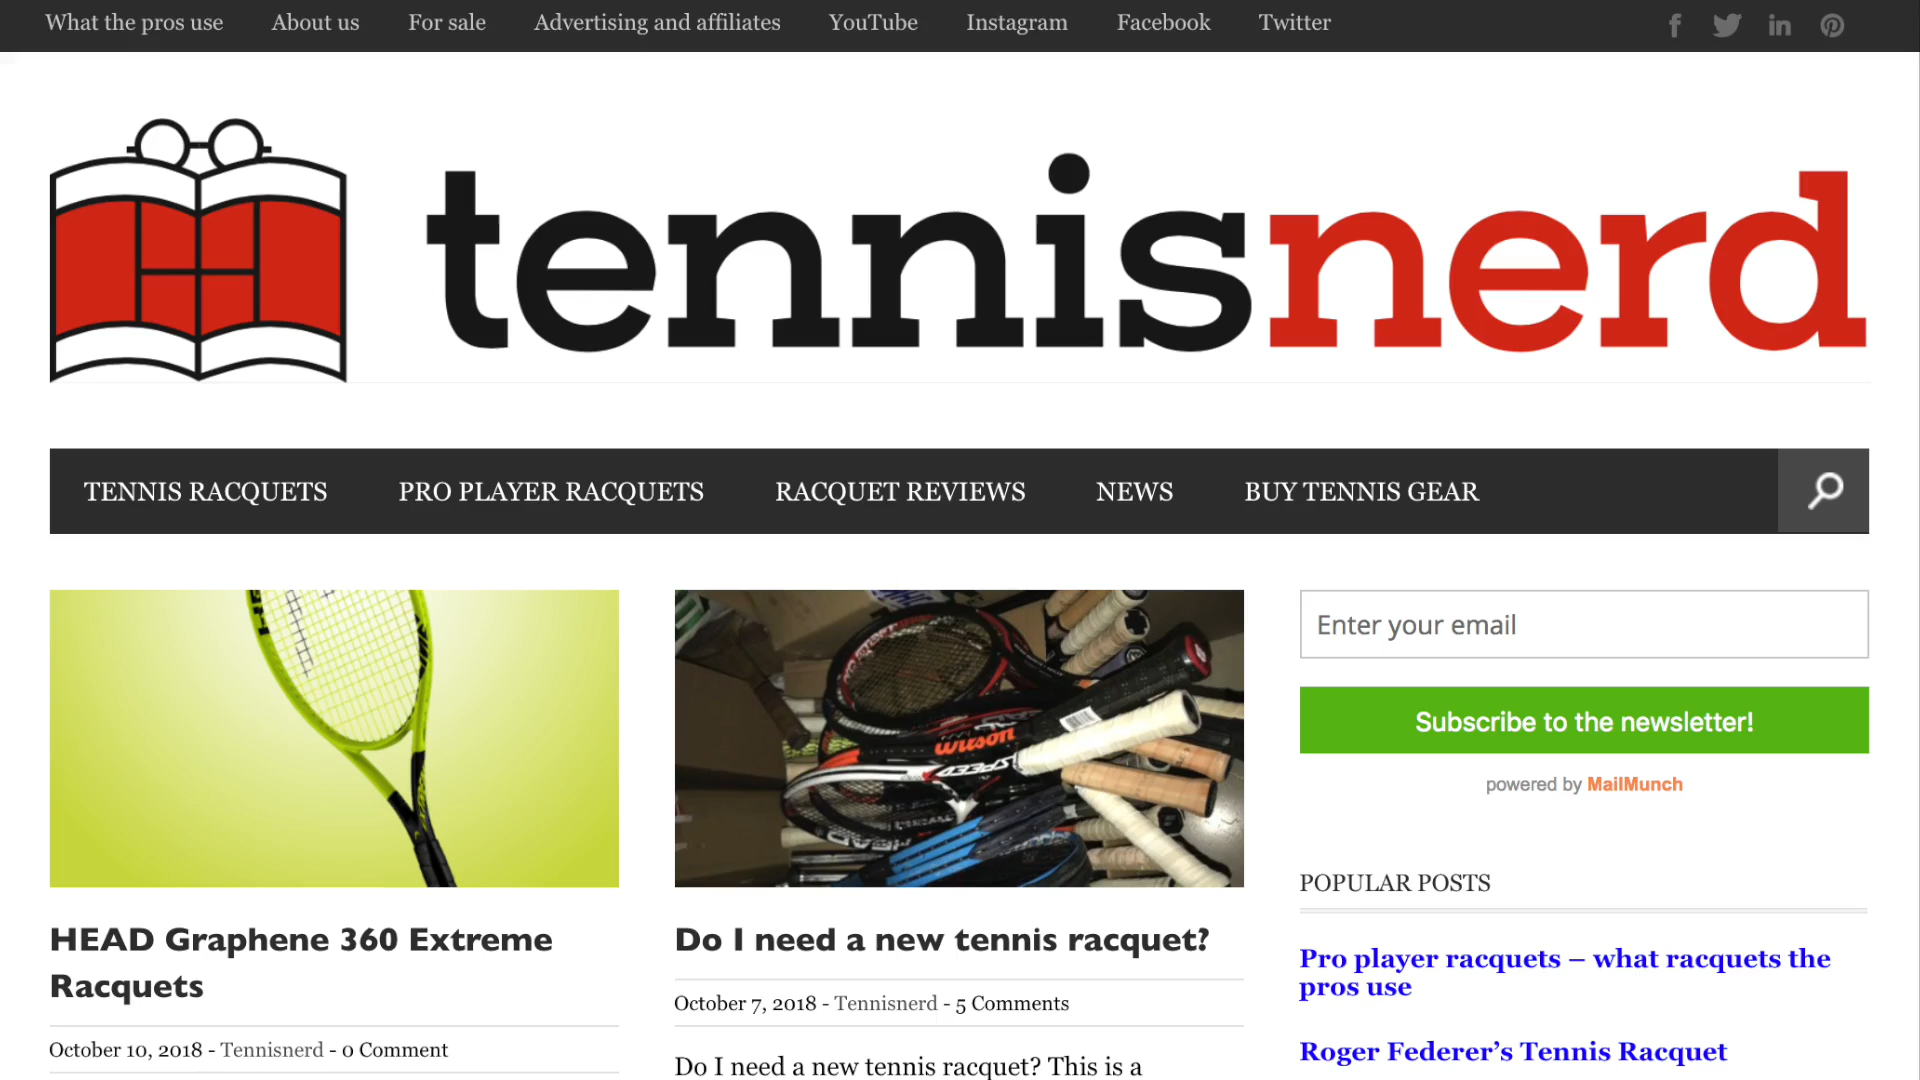 What the pros use About us For sale Advertising and affiliates YouTube Instagram Facebook Twitter
tennisnerd
TENNIS RACQUETS PRO PLAYER RACQUETS RACQUET REVIEWS NEWS BUY TENNIS GEAR
wilson
SPEED
HEAD Graphene 360 Extreme
Racquets
October 10, 2018 - Tennisnerd - 0 Comment
Do I need a new tennis racquet?
October 7, 2018 - Tennisnerd - 5 Comments
Do I need a new tennis racquet? This is a
Enter your email
Subscribe to the newsletter!
powered by MailMunch
POPULAR POSTS
Pro player racquets – what racquets the
pros use
Roger Federer's Tennis Racquet